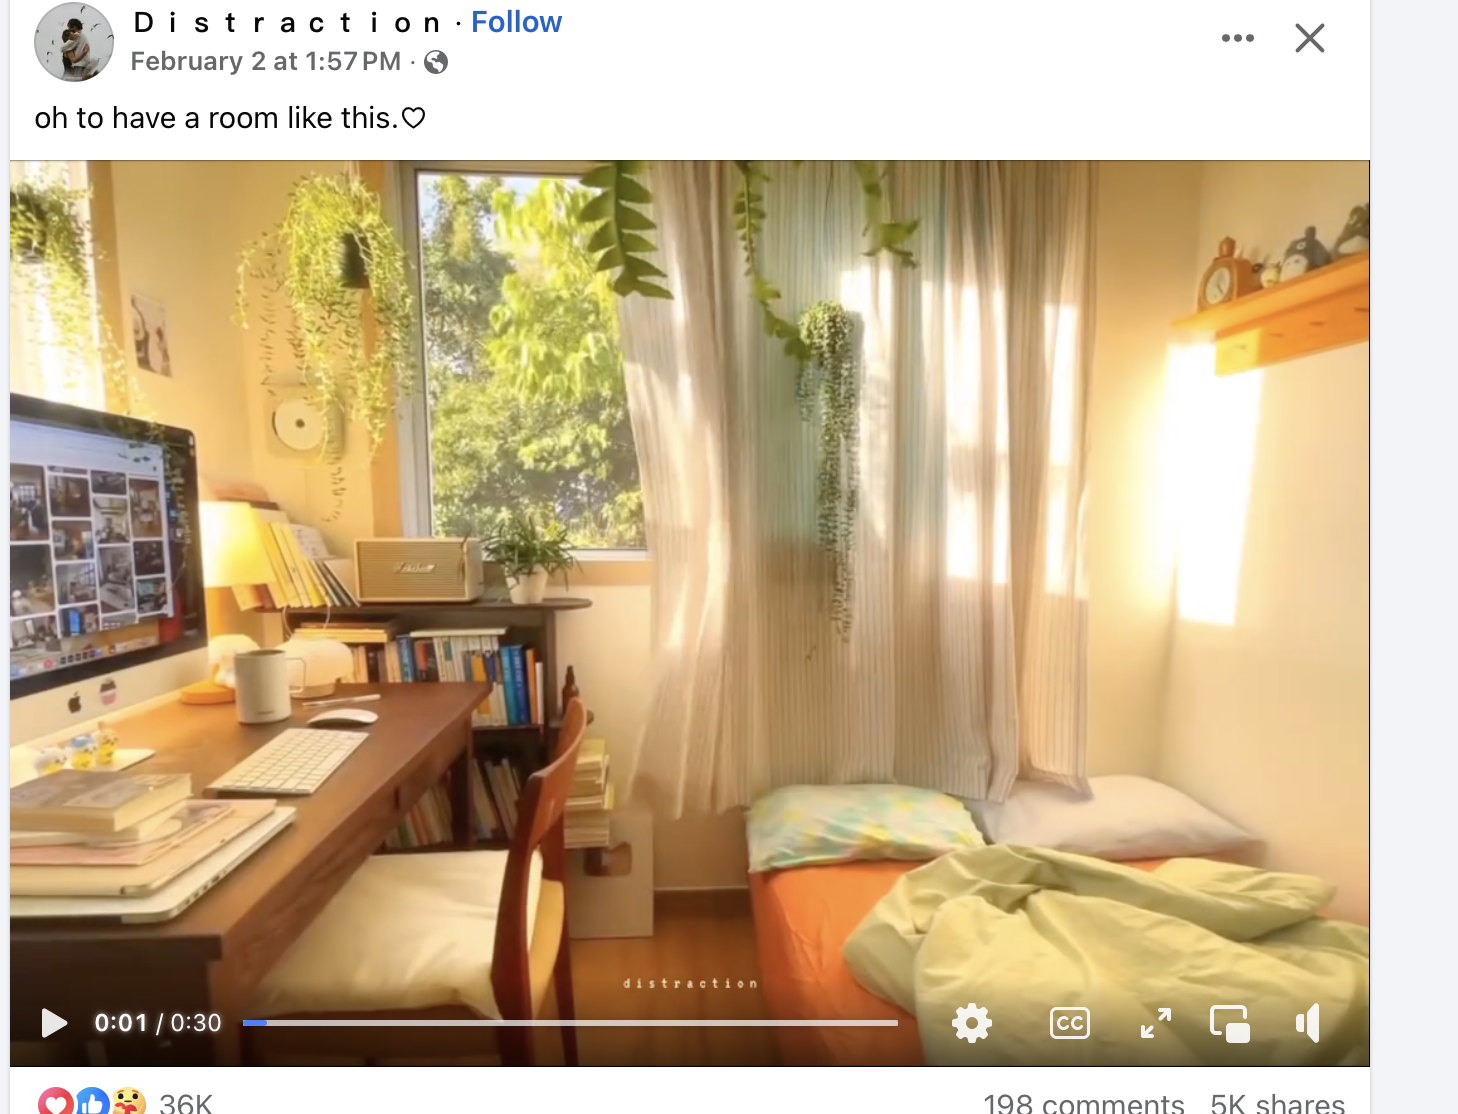 D i s t r a c t i o n · Follow
February 2 at 1:57 PM ·
oh to have a room like this.♡
distraction
0:01 / 0:30
CC
36K
198 comments 5K shares